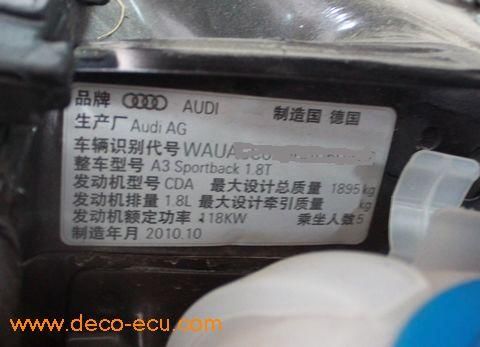 品牌 AUDI 制造国 德国
生产厂 Audi AG
车辆识别代号 WAUA
整车型号 A3 Sportback 1.8T
发动机型号 CDA 最大设计总质量 1895 kg
发动机排量 1.8L 最大设计牵引质量 kg
发动机额定功率 118KW 乘坐人数 5
制造年月 2010.10
www.deco-ecu.com